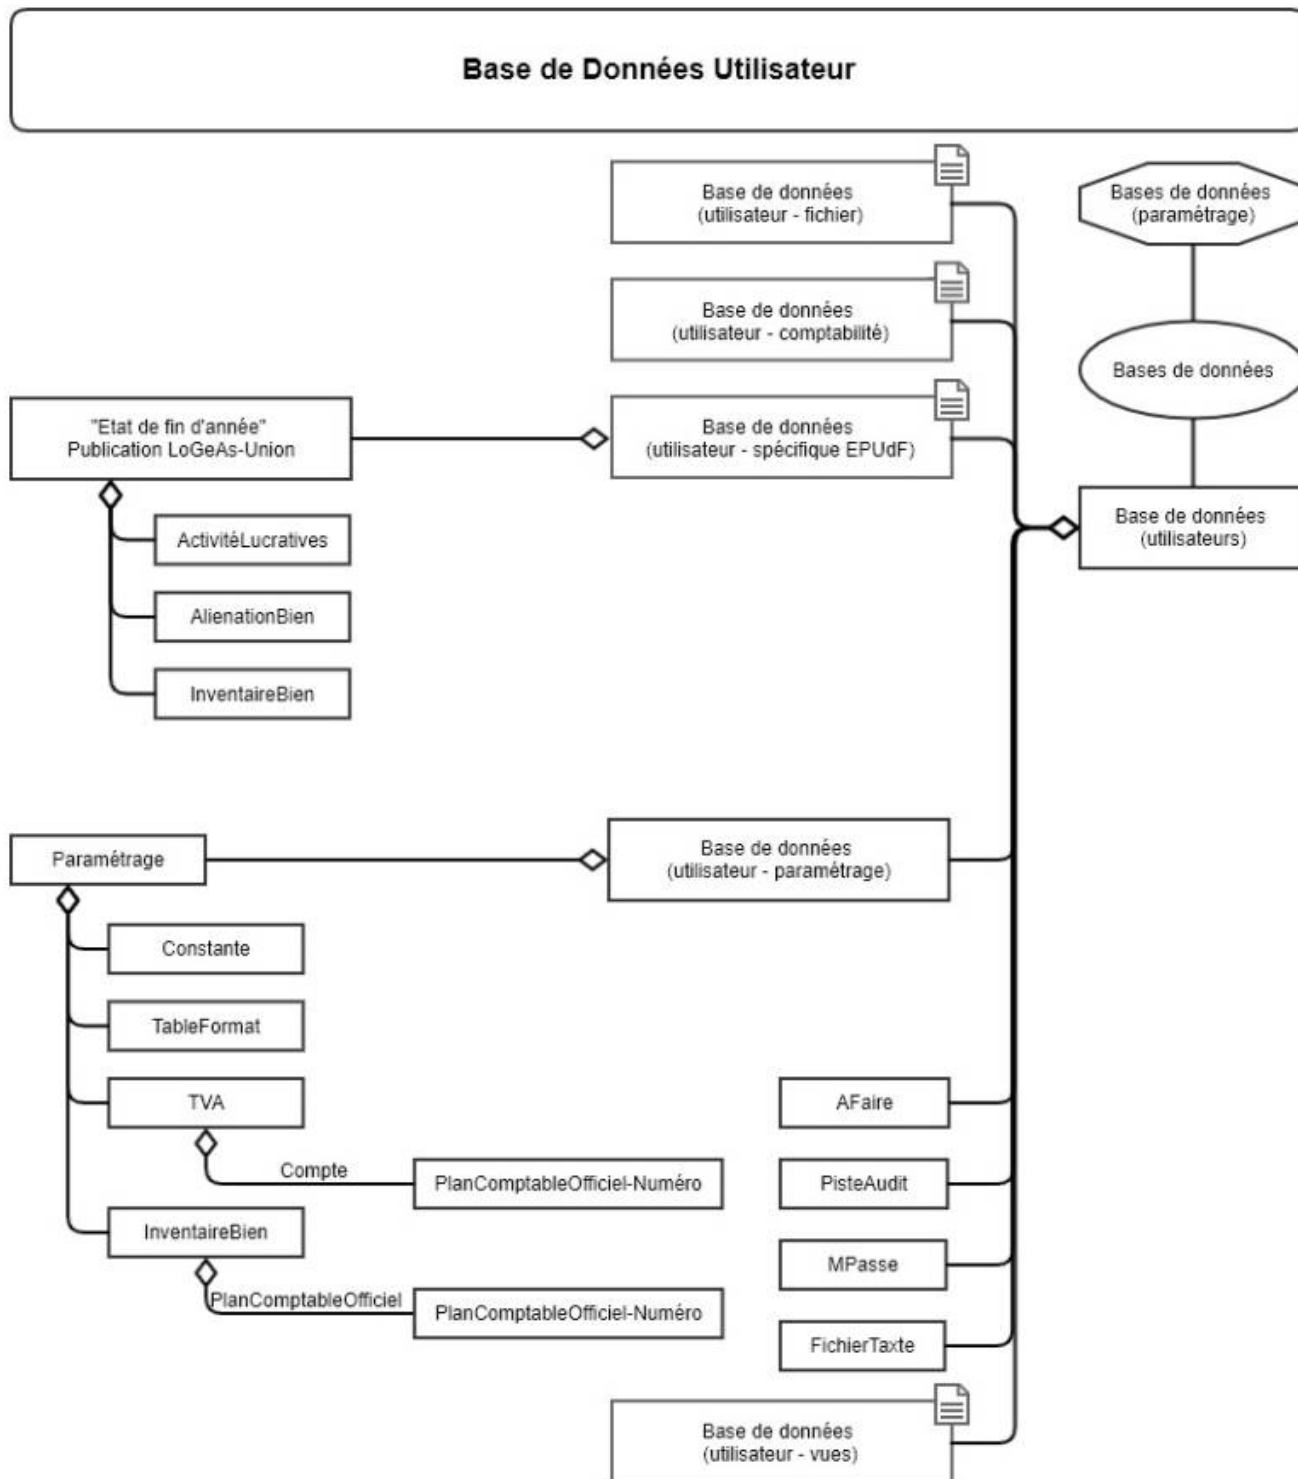 Base de Données Utilisateur
Base de données
(utilisateur - fichier)
Bases de données
(paramétrage)
Base de données
(utilisateur - comptabilité)
Bases de données
"Etat de fin d'année"
Publication LoGeAs-Union
Base de données
(utilisateur - spécifique EPUdF)
Base de données
(utilisateurs)
ActivitéLucratives
AlienationBien
InventaireBien
Paramétrage
Base de données
(utilisateur - paramétrage)
Constante
TableFormat
TVA
AFaire
Compte
PlanComptableOfficiel-Numéro
PisteAudit
InventaireBien
MPasse
PlanComptableOfficiel
PlanComptableOfficiel-Numéro
FichierTaxte
Base de données
(utilisateur - vues)